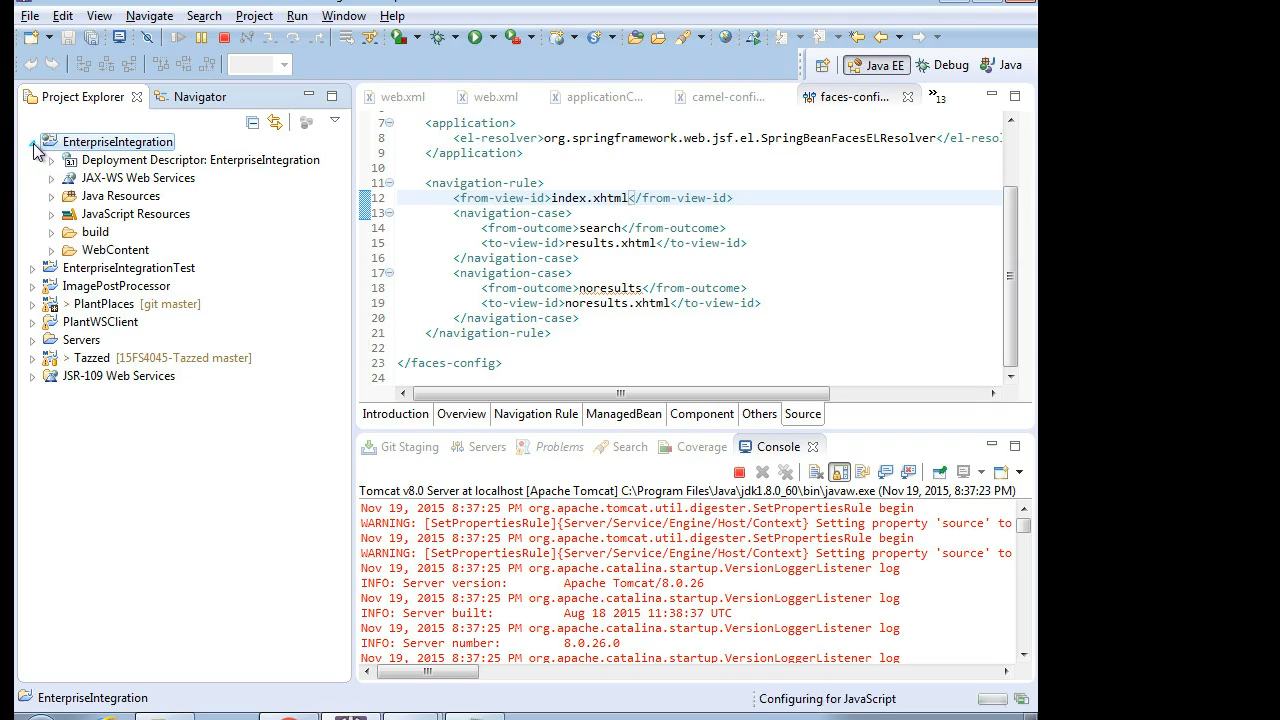 File Edit View Navigate Search Project Run Window Help
Java EE Debug Java
Project Explorer Navigator
web.xml web.xml applicationC... camel-confi... faces-confi... »13
EnterpriseIntegration
Deployment Descriptor: EnterpriseIntegration
JAX-WS Web Services
Java Resources
JavaScript Resources
build
WebContent
EnterpriseIntegrationTest
ImagePostProcessor
> PlantPlaces [git master]
PlantWSClient
Servers
> Tazzed [15FS4045-Tazzed master]
JSR-109 Web Services
7 <application>
8 <el-resolver>org.springframework.web.jsf.el.SpringBeanFacesELResolver</el-reso
9 </application>
10
11 <navigation-rule>
12 <from-view-id>index.xhtml</from-view-id>
13 <navigation-case>
14 <from-outcome>search</from-outcome>
15 <to-view-id>results.xhtml</to-view-id>
16 </navigation-case>
17 <navigation-case>
18 <from-outcome>noresults</from-outcome>
19 <to-view-id>noresults.xhtml</to-view-id>
20 </navigation-case>
21 </navigation-rule>
22
23 </faces-config>
24
Introduction Overview Navigation Rule ManagedBean Component Others Source
Git Staging Servers Problems Search Coverage Console
Tomcat v8.0 Server at localhost [Apache Tomcat] C:\Program Files\Java\jdk1.8.0_60\bin\javaw.exe (Nov 19, 2015, 8:37:23 PM)
Nov 19, 2015 8:37:25 PM org.apache.tomcat.util.digester.SetPropertiesRule begin
WARNING: [SetPropertiesRule]{Server/Service/Engine/Host/Context} Setting property 'source' to
Nov 19, 2015 8:37:25 PM org.apache.tomcat.util.digester.SetPropertiesRule begin
WARNING: [SetPropertiesRule]{Server/Service/Engine/Host/Context} Setting property 'source' to
Nov 19, 2015 8:37:25 PM org.apache.catalina.startup.VersionLoggerListener log
INFO: Server version: Apache Tomcat/8.0.26
Nov 19, 2015 8:37:25 PM org.apache.catalina.startup.VersionLoggerListener log
INFO: Server built: Aug 18 2015 11:38:37 UTC
Nov 19, 2015 8:37:25 PM org.apache.catalina.startup.VersionLoggerListener log
INFO: Server number: 8.0.26.0
Nov 19, 2015 8:37:25 PM org.apache.catalina.startup.VersionLoggerListener log
EnterpriseIntegration
Configuring for JavaScript